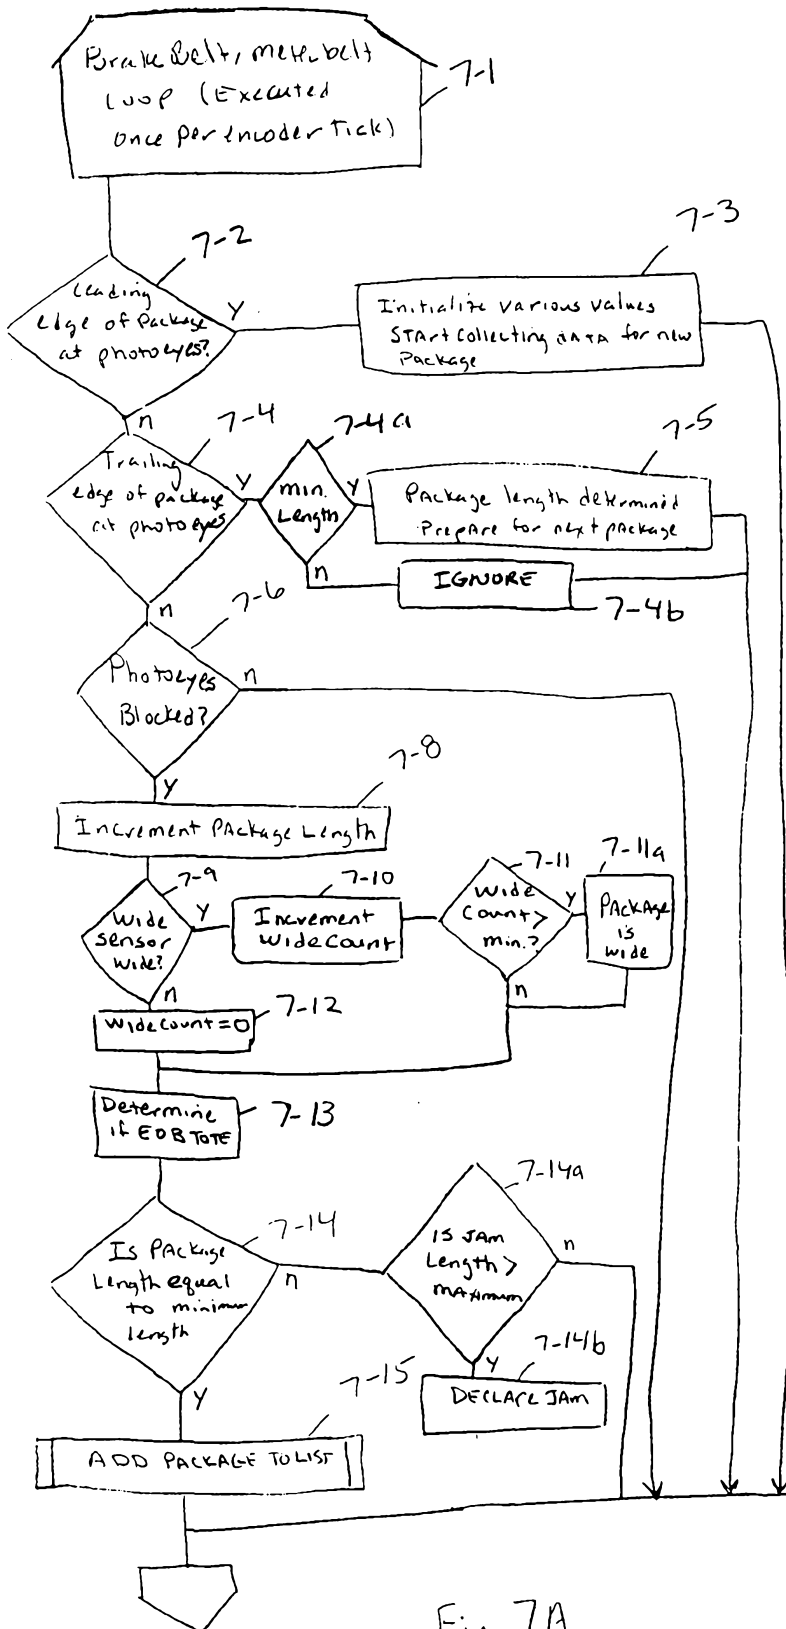 Brake Belt, meter belt
Loop (Executed
once per encoder Tick)
7-1
7-2
7-3
Leading
edge of Package
at photoeyes?
Y
n
Initialize various values
START collecting DATA for new
Package
7-4
7-4a
7-5
Trailing
edge of package
at photoeyes
Y
n
min.
Length
Y
n
PAckage length determined
PrepAre for next pAckage
IGNORE
7-4b
7-6
Photoeyes
Blocked?
n
Y
7-8
Increment PAckage Length
7-9
7-10
7-11
7-11a
Wide
sensor
wide?
Y
n
Increment
wideCount
Wide
Count >
min.?
Y
n
PACKAGE
is
wide
WideCount=0
7-12
Determine
if EOB TOTE
7-13
7-14
7-14a
Is PAckage
Length equal
to minimum
length
n
Y
IS JAM
Length >
mAximum
n
Y
7-14b
DECLARE JAM
7-15
ADD PACKAGE TO LIST
Fig 7A